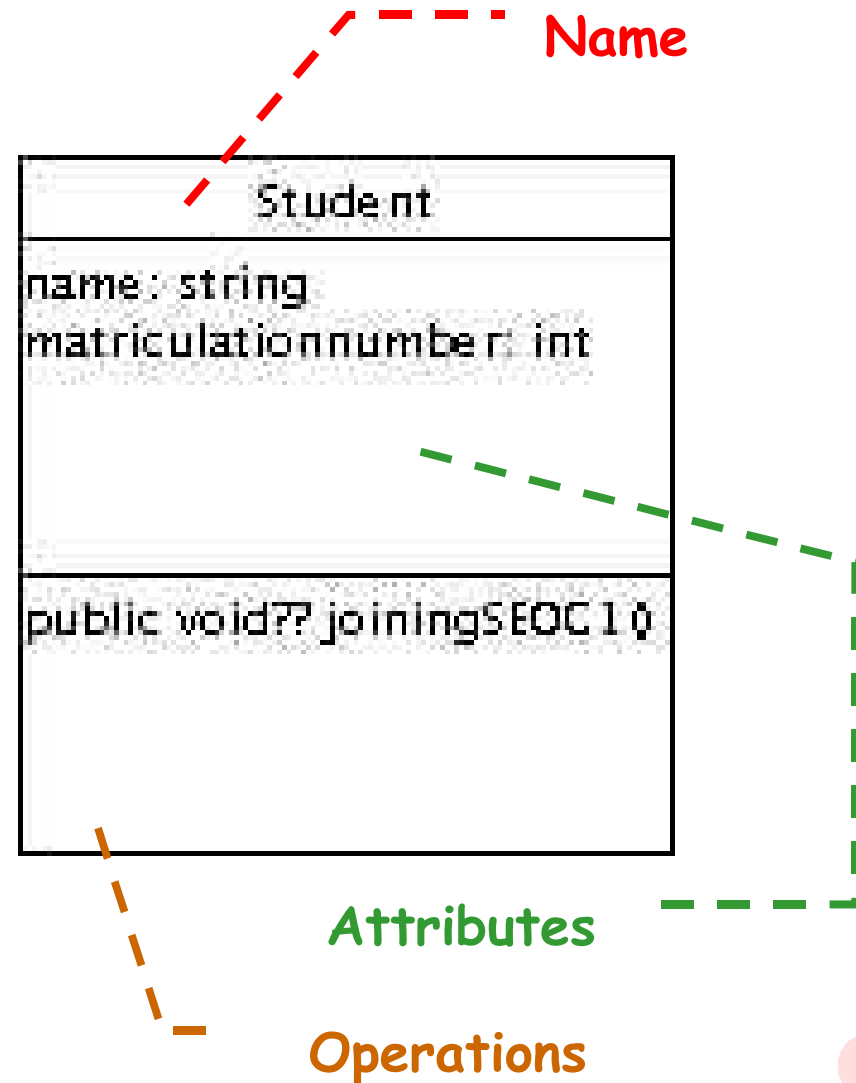 Name
Student
name: string
matriculationnumber: int
public void?? joiningSEOC1()
Attributes
Operations